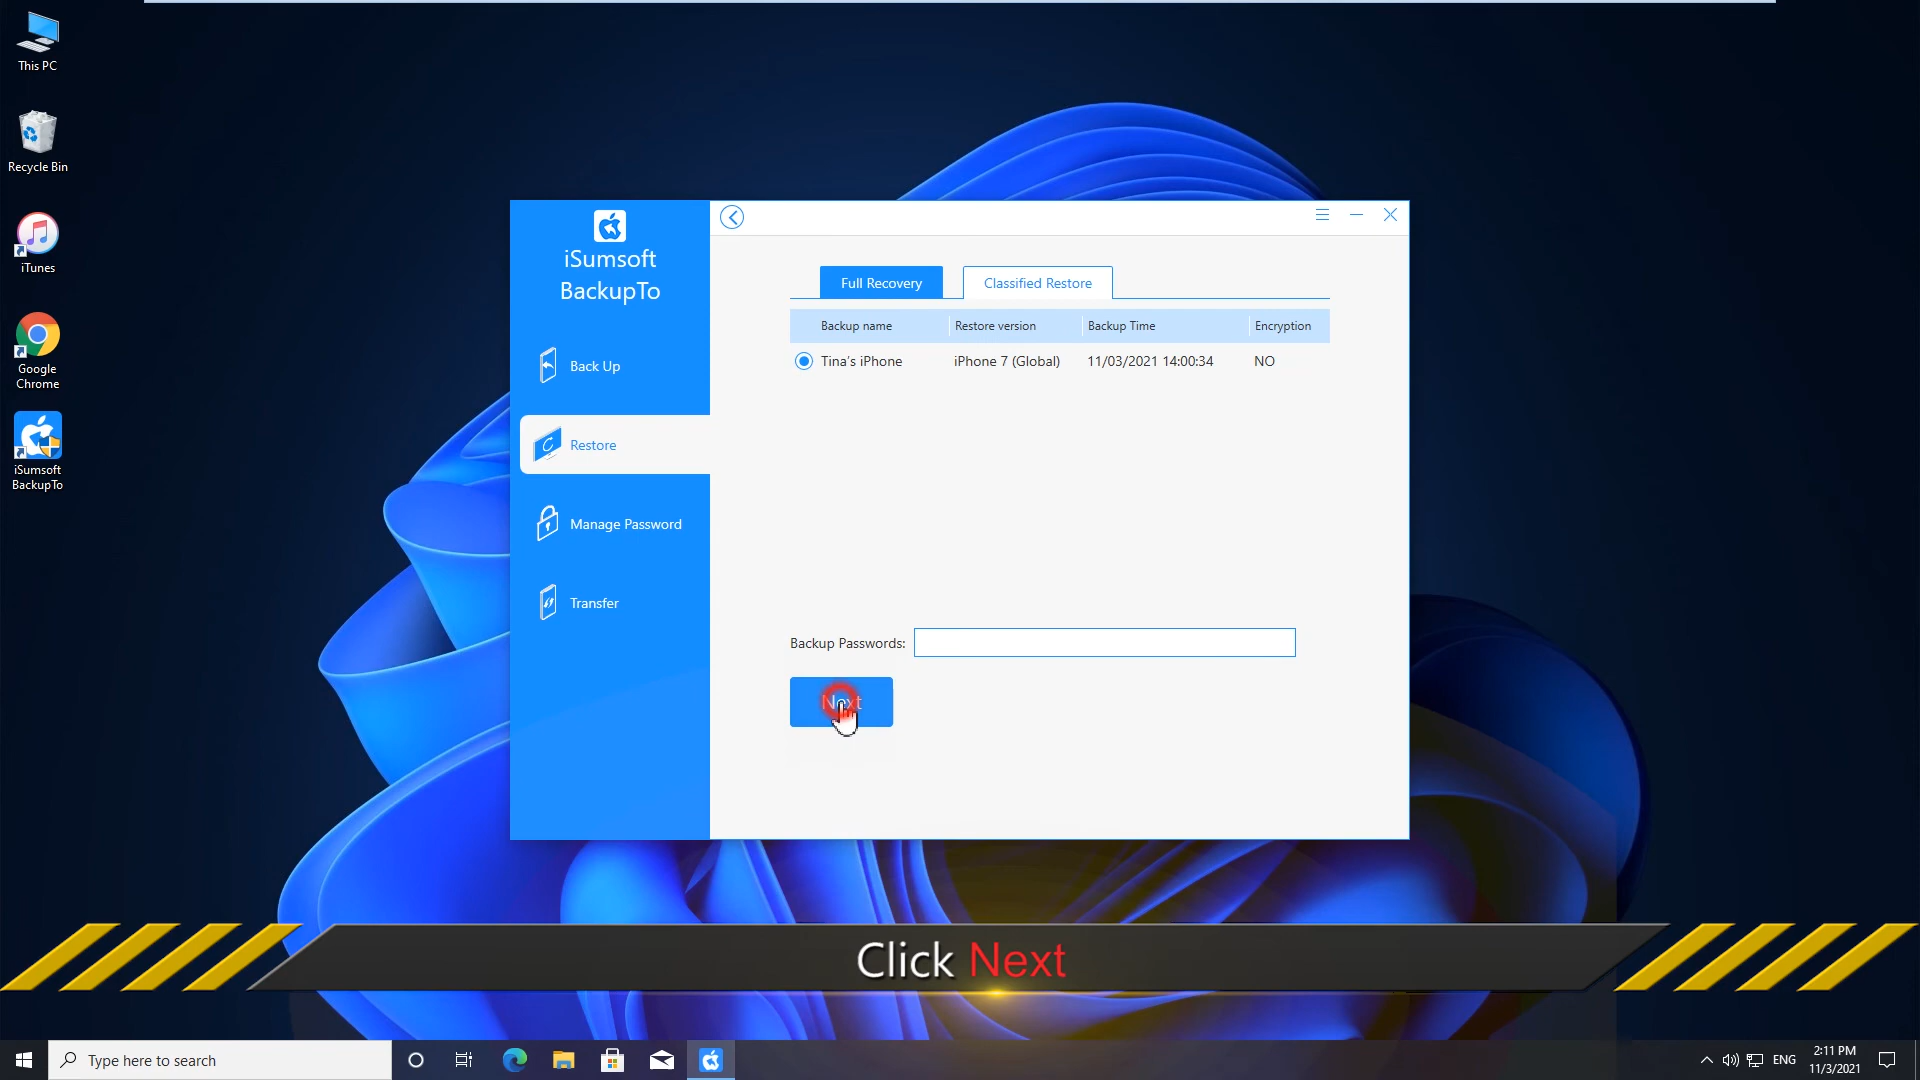 This PC
Recycle Bin
iTunes
Google
Chrome
iSumsoft
BackupTo
iSumsoft
BackupTo
Back Up
Restore
Manage Password
Transfer
Full Recovery
Classified Restore
Backup name Restore version Backup Time Encryption
Tina's iPhone iPhone 7 (Global) 11/03/2021 14:00:34 NO
Backup Passwords:
Next
Click Next
Type here to search
ENG
2:11 PM
11/3/2021